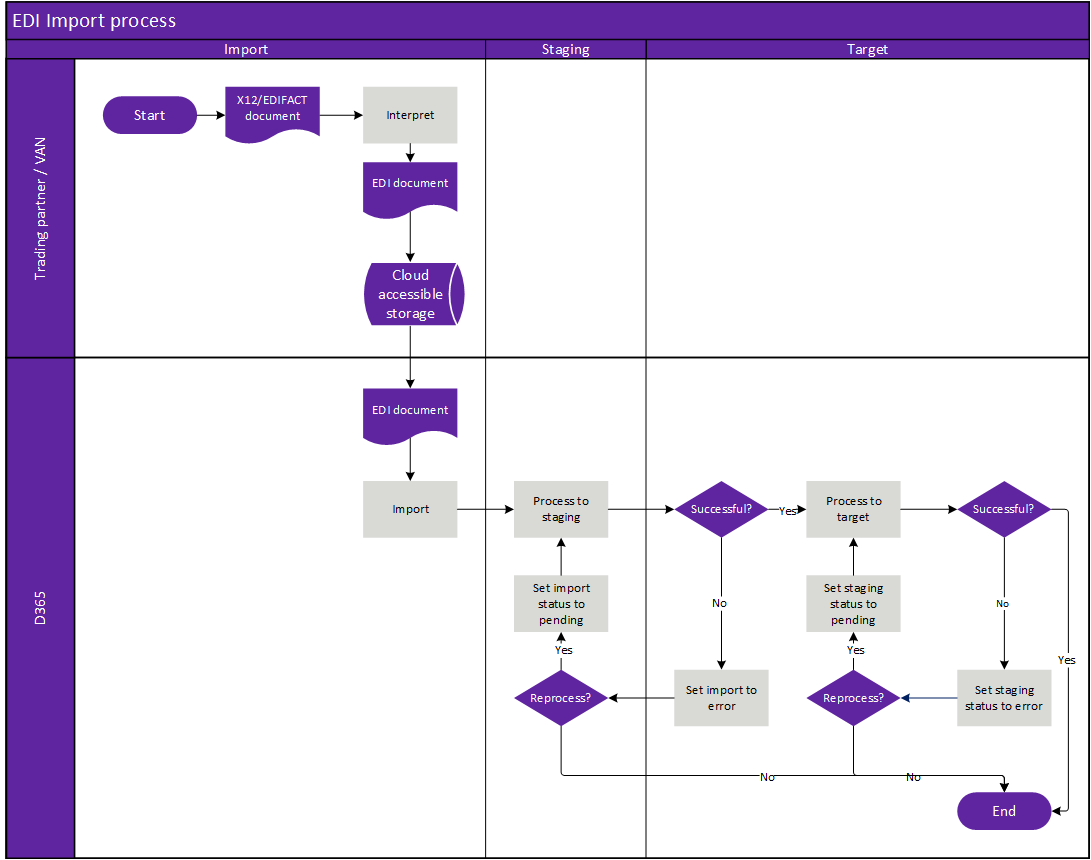 EDI Import process
Import
Staging
Target
Trading partner / VAN
Start
X12/EDIFACT
document
Interpret
EDI document
Cloud
accessible
storage
D365
EDI document
Import
Process to
staging
Successful?
Yes
Process to
target
Successful?
Set import
status to
pending
No
Set staging
status to
pending
No
Yes
Yes
Yes
Reprocess?
Set import to
error
Reprocess?
Set staging
status to error
No
No
End